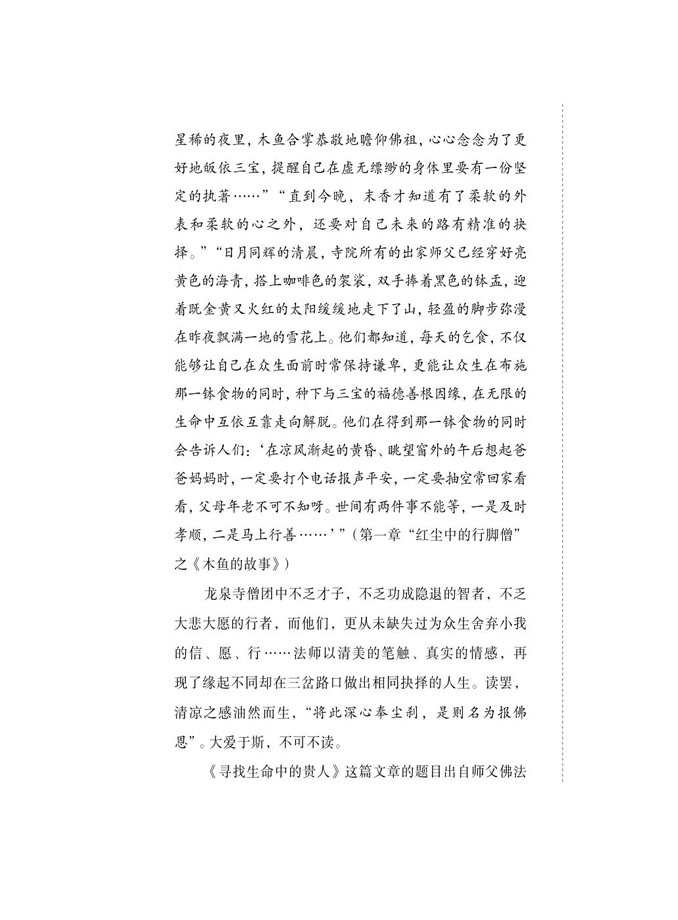 星稀的夜里，木鱼合掌恭敬地瞻仰佛祖，心心念念为了更
好地皈依三宝，提醒自己在虚无缥缈的身体里要有一份坚
定的执著……”“直到今晚，末香才知道有了柔软的外
表和柔软的心之外，还要对自己未来的路有精准的抉
择。”“日月同辉的清晨，寺院所有的出家师父已经穿好亮
黄色的海青，搭上咖啡色的袈裟，双手捧着黑色的钵盂，迎
着既金黄又火红的太阳缓缓地走下了山，轻盈的脚步弥漫
在昨夜飘满一地的雪花上。他们都知道，每天的乞食，不仅
能够让自己在众生面前时常保持谦卑，更能让众生在布施
那一钵食物的同时，种下与三宝的福德善根因缘，在无限的
生命中互依互靠走向解脱。他们在得到那一钵食物的同时
会告诉人们：‘在凉风渐起的黄昏、眺望窗外的午后想起爸
爸妈妈时，一定要打个电话报声平安，一定要抽空常回家看
看，父母年老不可不知呀。世间有两件事不能等，一是及时
孝顺，二是马上行善……’”（第一章“红尘中的行脚僧”
之《木鱼的故事》）
龙泉寺僧团中不乏才子，不乏功成隐退的智者，不乏
大悲大愿的行者，而他们，更从未缺失过为众生舍弃小我
的信、愿、行……法师以清美的笔触、真实的情感，再
现了缘起不同却在三岔路口做出相同抉择的人生。读罢，
清凉之感油然而生，“将此深心奉尘刹，是则名为报佛
恩”。大爱于斯，不可不读。
《寻找生命中的贵人》这篇文章的题目出自师父佛法